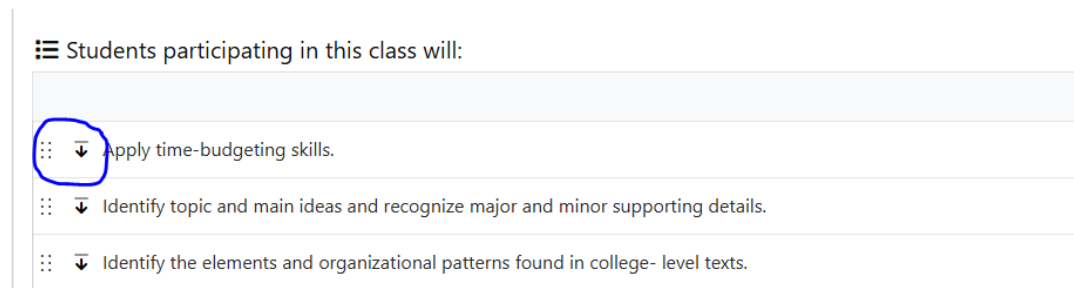 Students participating in this class will:
Apply time-budgeting skills.
Identify topic and main ideas and recognize major and minor supporting details.
Identify the elements and organizational patterns found in college- level texts.